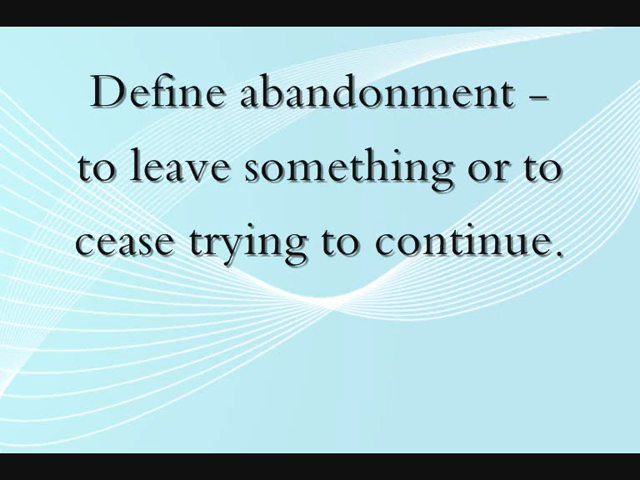 Define abandonment –
to leave something or to
cease trying to continue.